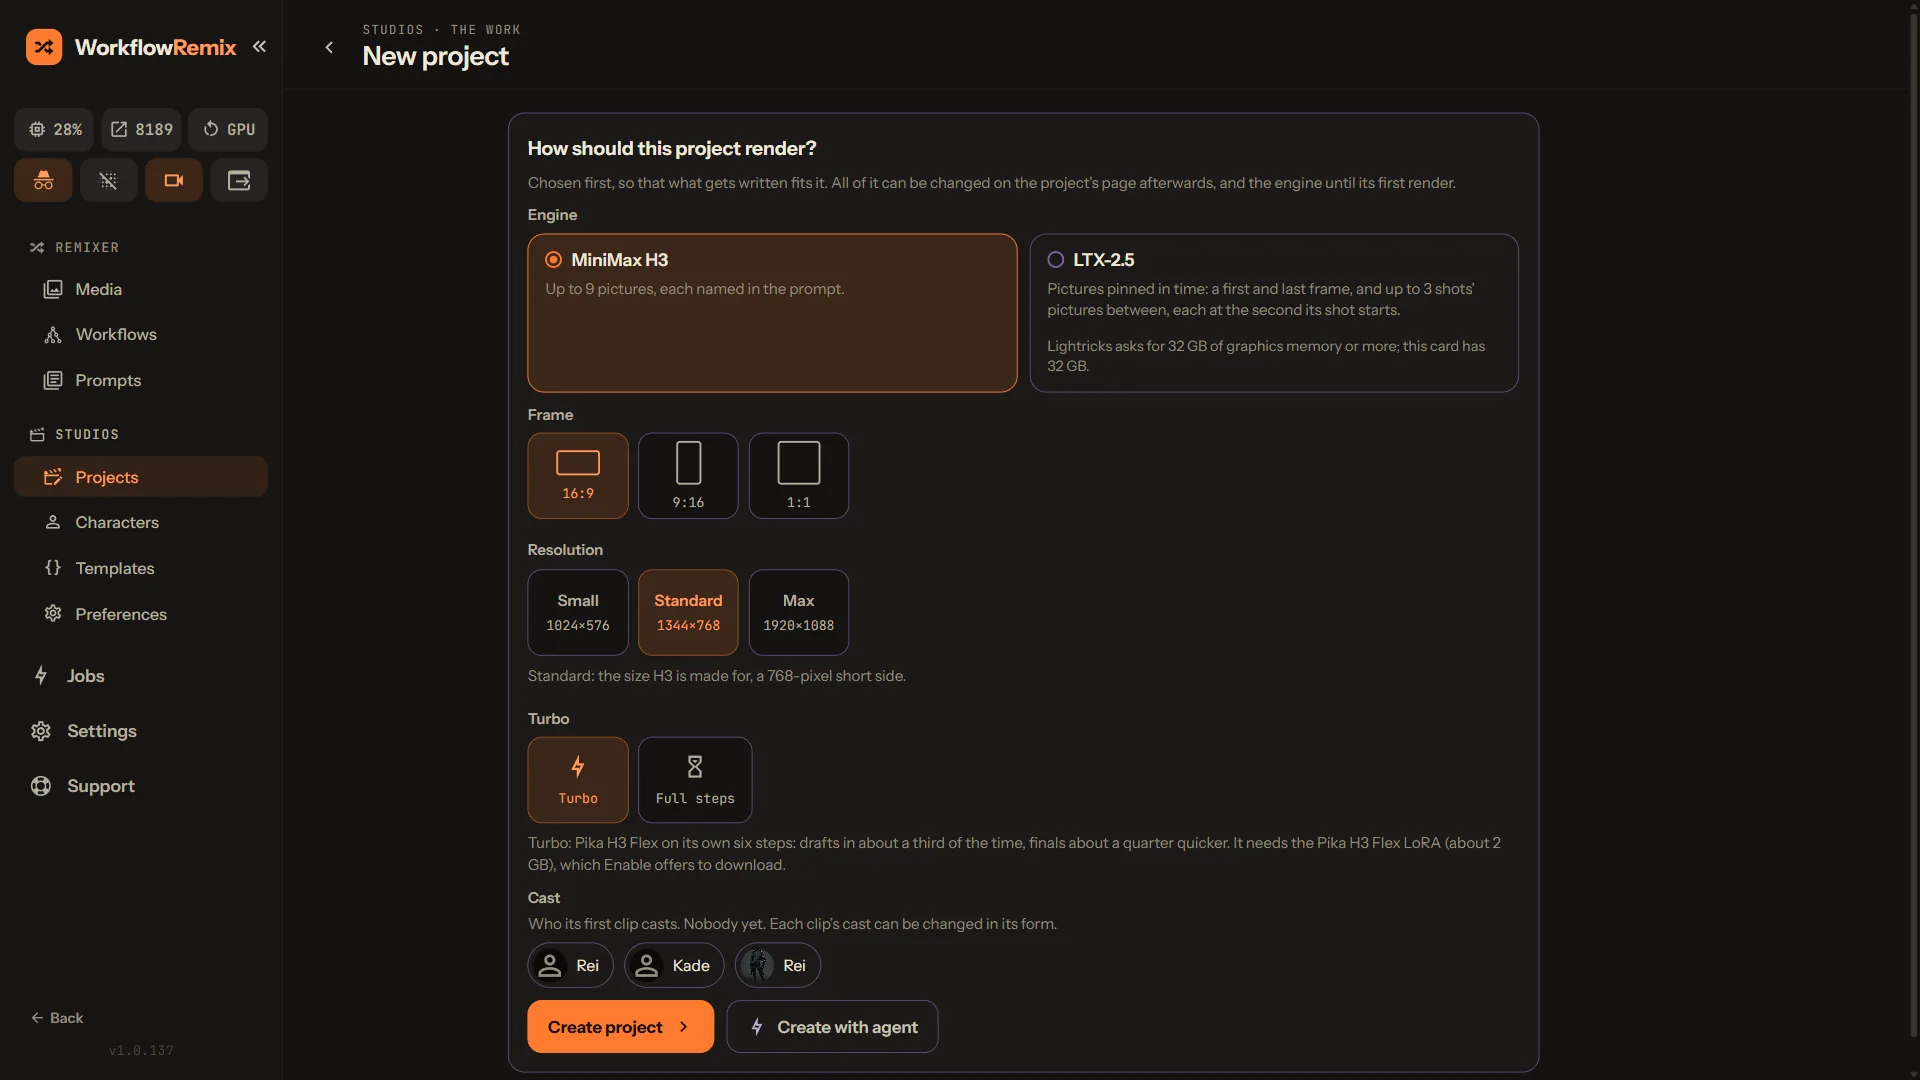 WorkflowRemix
28%
8189
GPU
REMIXER
Media
Workflows
Prompts
STUDIOS
Projects
Characters
Templates
Preferences
Jobs
Settings
Support
Back
v1.0.137
STUDIOS · THE WORK
New project
How should this project render?
Chosen first, so that what gets written fits it. All of it can be changed on the project's page afterwards, and the engine until its first render.
Engine
MiniMax H3
Up to 9 pictures, each named in the prompt.
LTX-2.5
Pictures pinned in time: a first and last frame, and up to 3 shots'
pictures between, each at the second its shot starts.
Lightricks asks for 32 GB of graphics memory or more; this card has
32 GB.
Frame
16:9
9:16
1:1
Resolution
Small
1024×576
Standard
1344×768
Max
1920×1088
Standard: the size H3 is made for, a 768-pixel short side.
Turbo
Turbo
Full steps
Turbo: Pika H3 Flex on its own six steps: drafts in about a third of the time, finals about a quarter quicker. It needs the Pika H3 Flex LoRA (about 2
GB), which Enable offers to download.
Cast
Who its first clip casts. Nobody yet. Each clip's cast can be changed in its form.
Rei
Kade
Rei
Create project
Create with agent